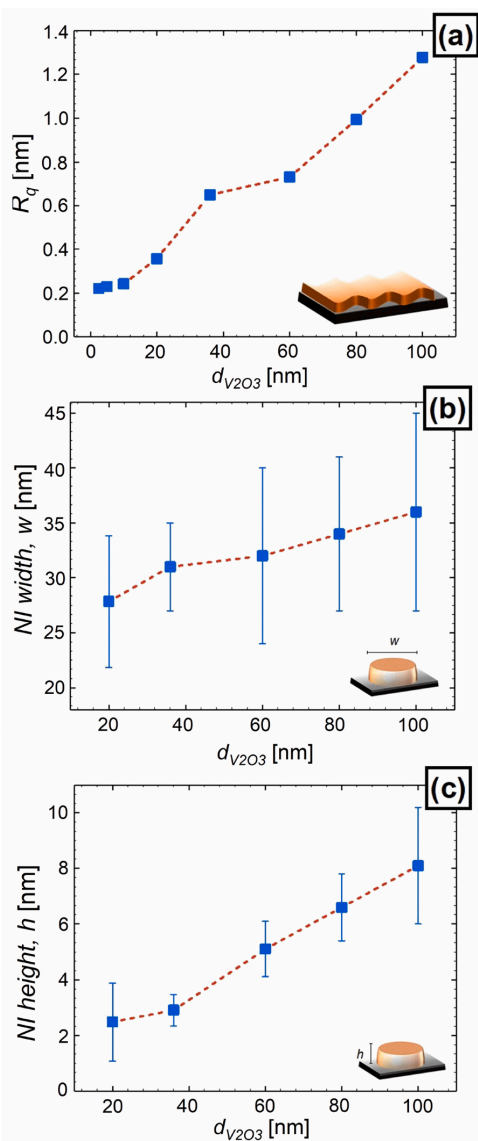 (a)
1.4
1.2
1.0
0.8
0.6
0.4
0.2
0.0
R_q [nm]
0 20 40 60 80 100
d_V2O3 [nm]
(b)
45
40
35
30
25
20
NI width, w [nm]
w
20 40 60 80 100
d_V2O3 [nm]
(c)
10
8
6
4
2
0
NI height, h [nm]
h
20 40 60 80 100
d_V2O3 [nm]